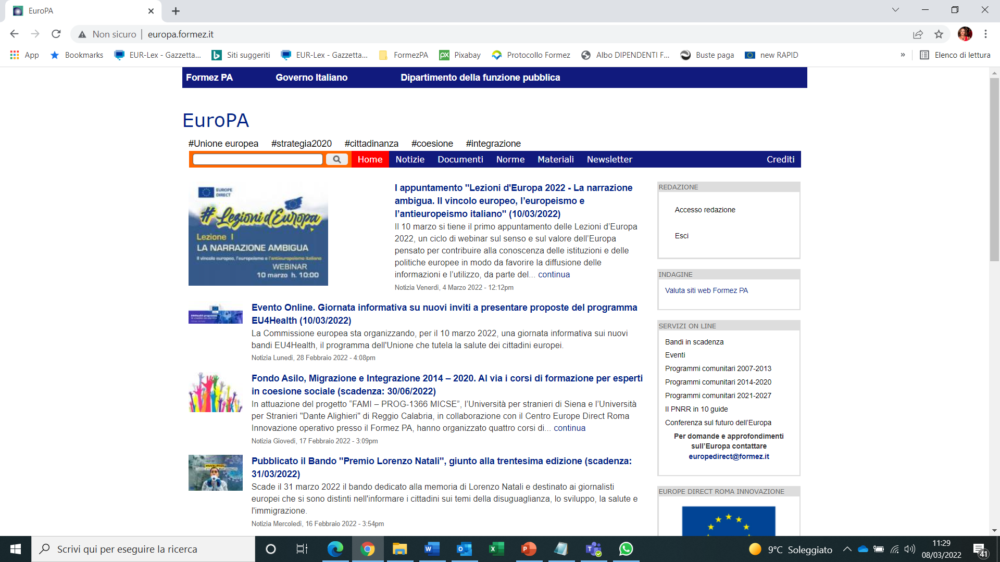 EuroPA
Non sicuro | europa.formez.it
App Bookmarks EUR-Lex - Gazzetta... Siti suggeriti EUR-Lex - Gazzetta... FormezPA Pixabay Protocollo Formez Albo DIPENDENTI F... Buste paga new RAPID » Elenco di lettura
Formez PA Governo Italiano Dipartimento della funzione pubblica
EuroPA
#Unione europea #strategia2020 #cittadinanza #coesione #integrazione
Home Notizie Documenti Norme Materiali Newsletter Crediti
EUROPE
DIRECT
#Lezioni d'Europa
Lezione I
LA NARRAZIONE AMBIGUA
Il vincolo europeo, l'europeismo e l'antieuropeismo italiano
WEBINAR
10 marzo h. 10:00
I appuntamento "Lezioni d'Europa 2022 - La narrazione
ambigua. Il vincolo europeo, l’europeismo e
l’antieuropeismo italiano" (10/03/2022)
Il 10 marzo si tiene il primo appuntamento delle Lezioni d’Europa
2022, un ciclo di webinar sul senso e sul valore dell’Europa
pensato per contribuire alla conoscenza delle istituzioni e delle
politiche europee in modo da favorire la diffusione delle
informazioni e l’utilizzo, da parte del... continua
Notizia Venerdì, 4 Marzo 2022 - 12:12pm
Evento Online. Giornata informativa su nuovi inviti a presentare proposte del programma
EU4Health (10/03/2022)
La Commissione europea sta organizzando, per il 10 marzo 2022, una giornata informativa sui nuovi
bandi EU4Health, il programma dell'Unione che tutela la salute dei cittadini europei.
Notizia Lunedì, 28 Febbraio 2022 - 4:08pm
Fondo Asilo, Migrazione e Integrazione 2014 – 2020. Al via i corsi di formazione per esperti
in coesione sociale (scadenza: 30/06/2022)
In attuazione del progetto “FAMI – PROG-1366 MICSE”, l’Università per stranieri di Siena e l’Università
per Stranieri "Dante Alighieri" di Reggio Calabria, in collaborazione con il Centro Europe Direct Roma
Innovazione operativo presso il Formez PA, hanno organizzato quattro corsi di... continua
Notizia Giovedì, 17 Febbraio 2022 - 3:09pm
Pubblicato il Bando "Premio Lorenzo Natali", giunto alla trentesima edizione (scadenza:
31/03/2022)
Scade il 31 marzo 2022 il bando dedicato alla memoria di Lorenzo Natali e destinato ai giornalisti
europei che si sono distinti nell'informare i cittadini sui temi della disuguaglianza, lo sviluppo, la salute e
l'immigrazione.
Notizia Mercoledì, 16 Febbraio 2022 - 3:54pm
REDAZIONE
Accesso redazione
Esci
INDAGINE
Valuta siti web Formez PA
SERVIZI ON LINE
Bandi in scadenza
Eventi
Programmi comunitari 2007-2013
Programmi comunitari 2014-2020
Programmi comunitari 2021-2027
Il PNRR in 10 guide
Conferenza sul futuro dell’Europa
Per domande e approfondimenti
sull’Europa contattare
europedirect@formez.it
EUROPE DIRECT ROMA INNOVAZIONE
Scrivi qui per eseguire la ricerca
9°C Soleggiato
11:29
08/03/2022
41